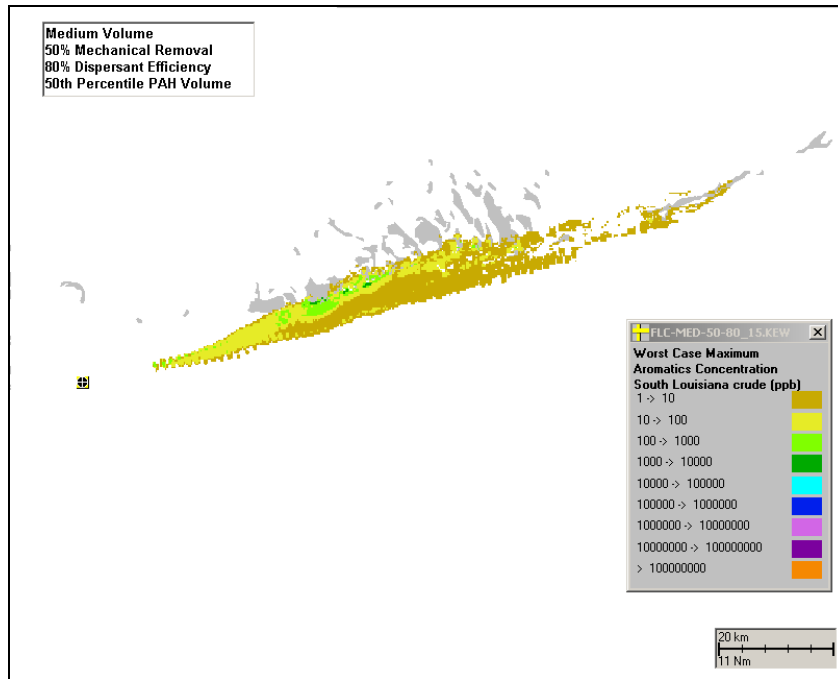 Medium Volume
50% Mechanical Removal
80% Dispersant Efficiency
50th Percentile PAH Volume
FLC-MED-50-80_15.KEW
Worst Case Maximum
Aromatics Concentration
South Louisiana crude (ppb)
1 -> 10
10 -> 100
100 -> 1000
1000 -> 10000
10000 -> 100000
100000 -> 1000000
1000000 -> 10000000
10000000 -> 100000000
> 100000000
20 km
11 Nm